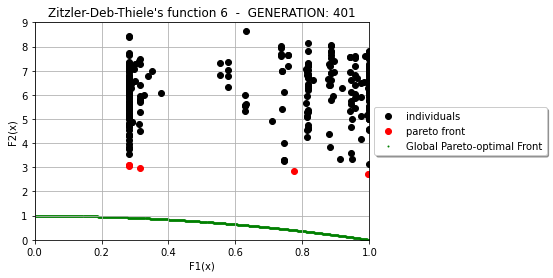 Zitzler-Deb-Thiele's function 6 - GENERATION: 401
9
8
7
6
5
4
3
2
1
0
F2(x)
0.0 0.2 0.4 0.6 0.8 1.0
F1(x)
individuals
pareto front
Global Pareto-optimal Front